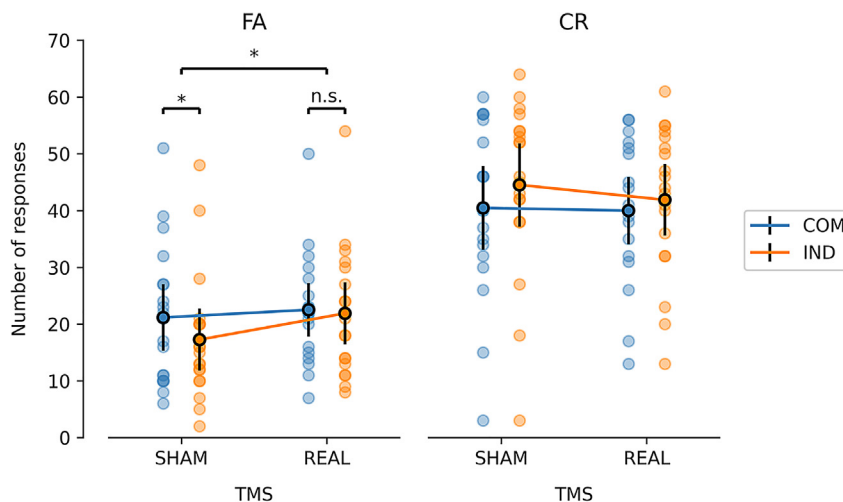 FA
CR
70
60
50
40
30
20
10
0
Number of responses
*
*
n.s.
SHAM
REAL
TMS
SHAM
REAL
TMS
COM
IND